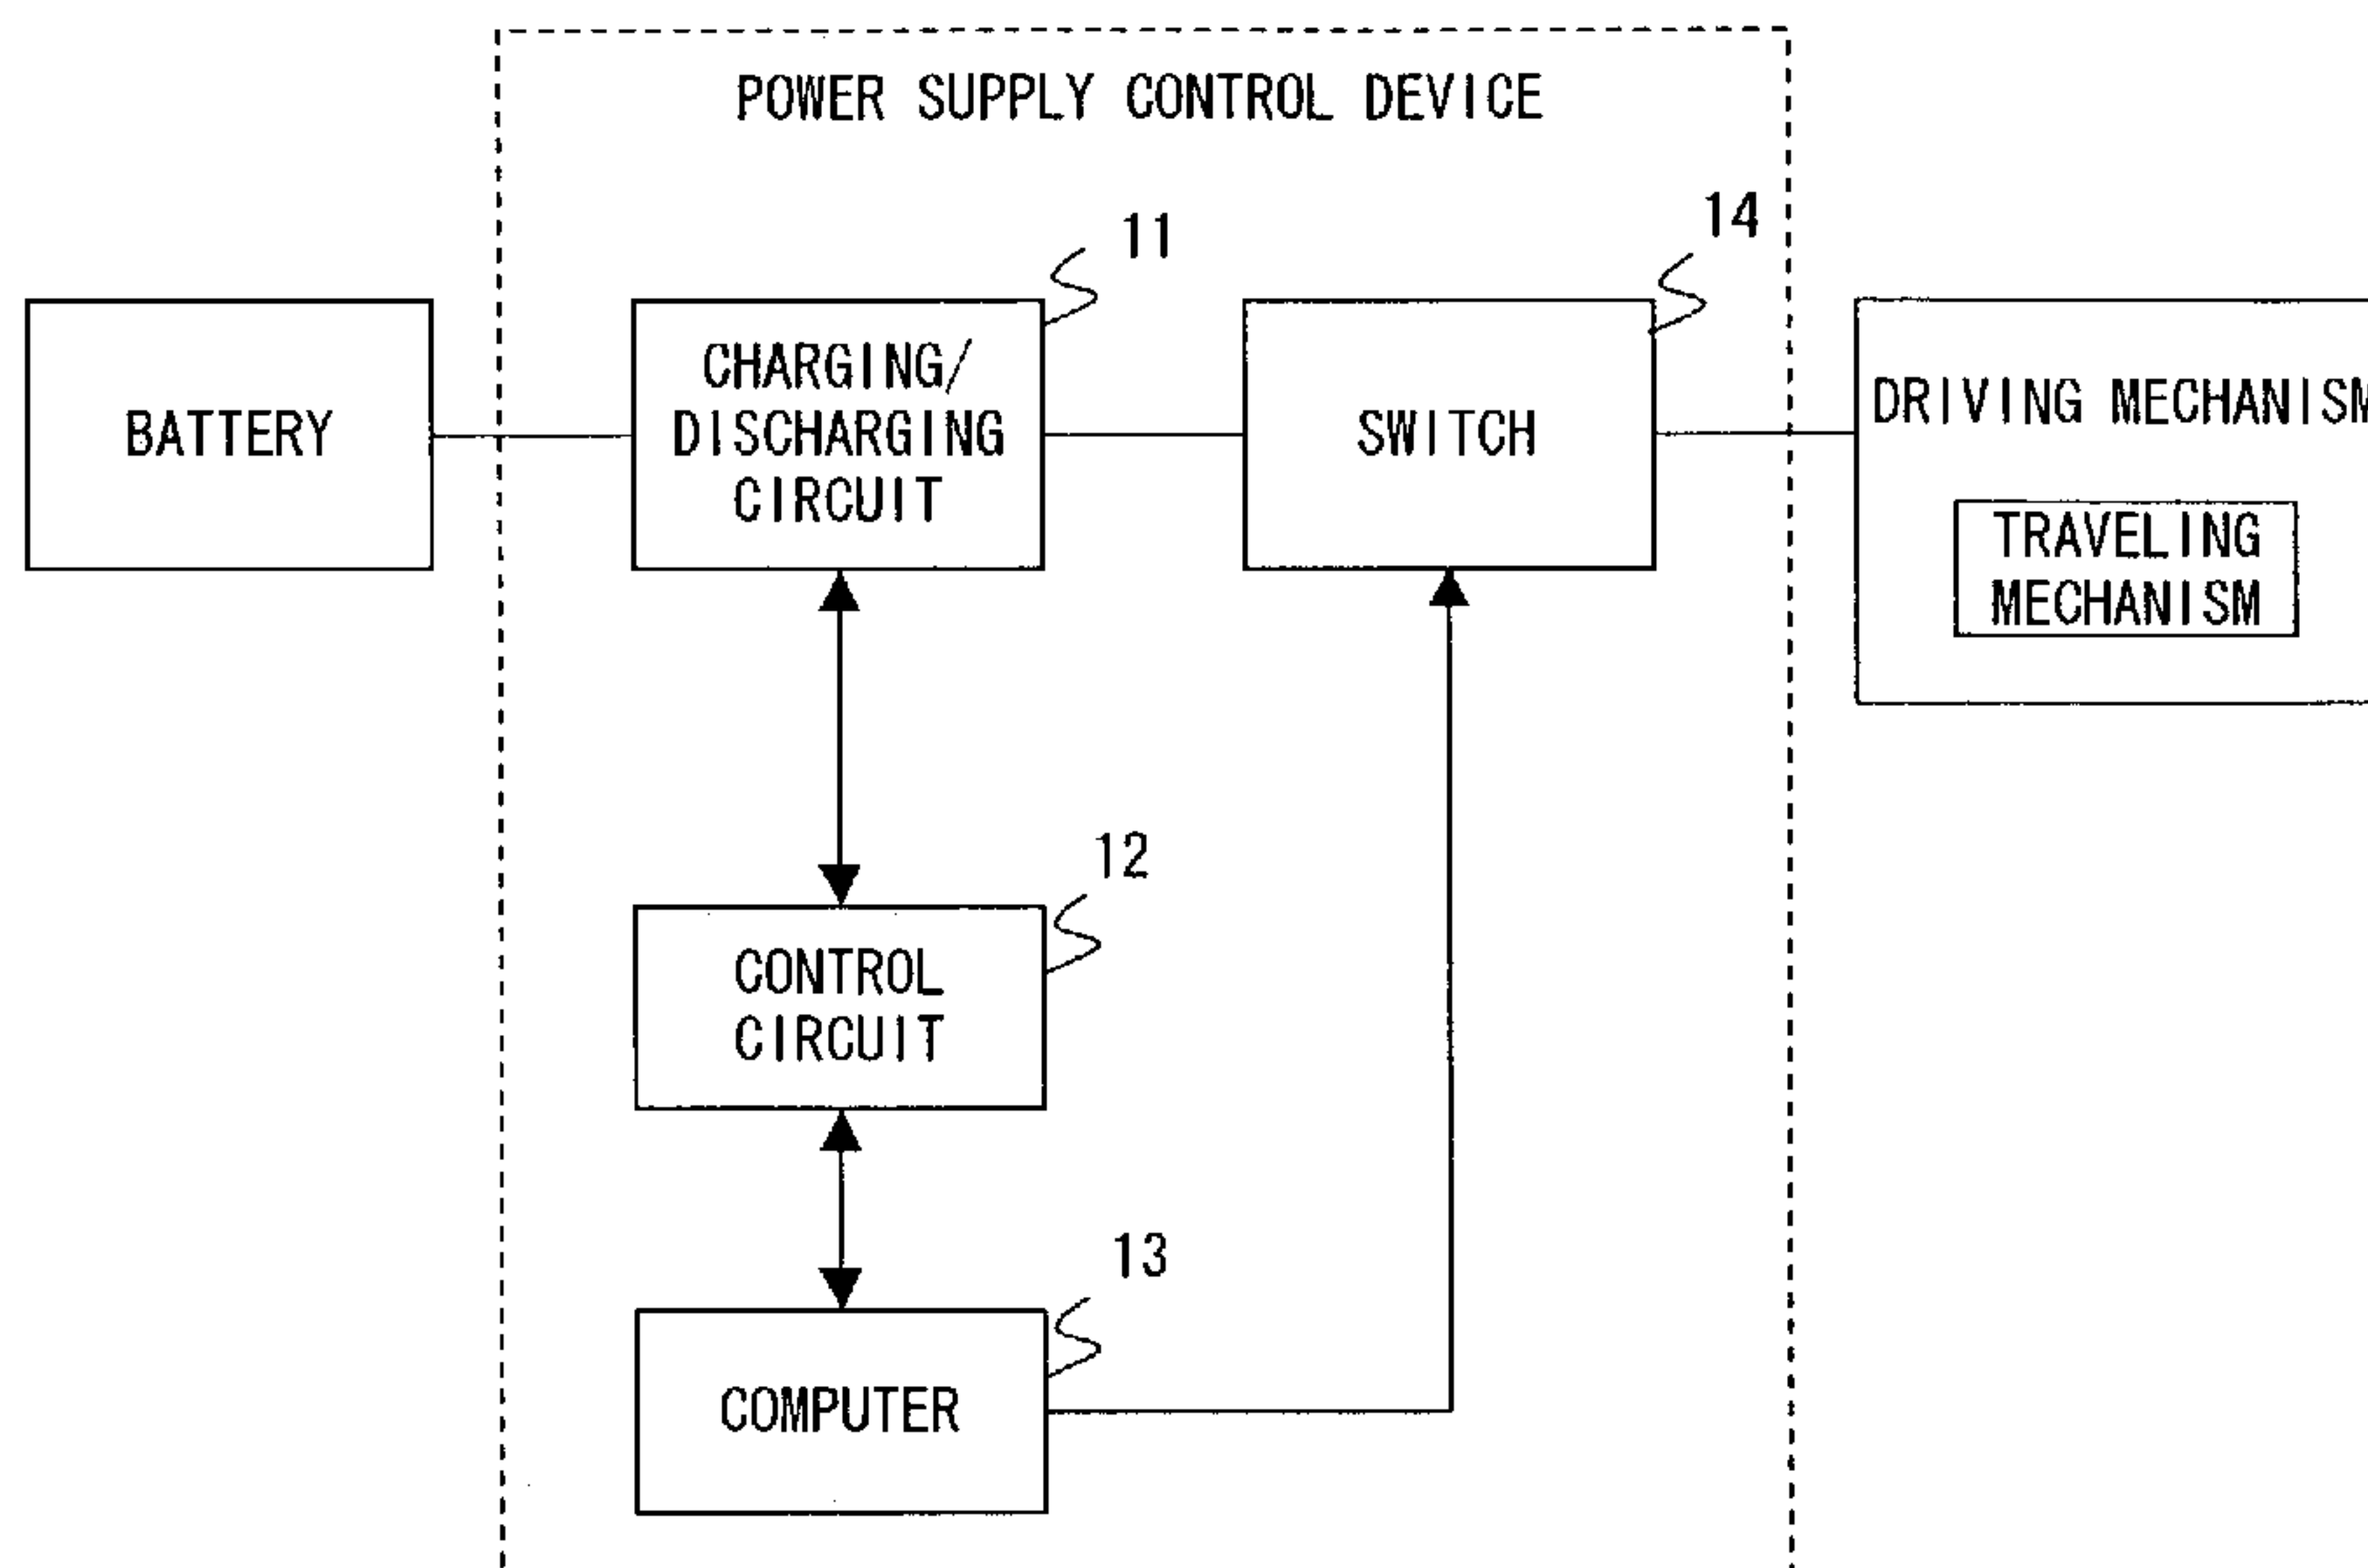 POWER SUPPLY CONTROL DEVICE
11
14
BATTERY
CHARGING/
DISCHARGING
CIRCUIT
SWITCH
DRIVING MECHANISM
TRAVELING
MECHANISM
12
CONTROL
CIRCUIT
13
COMPUTER